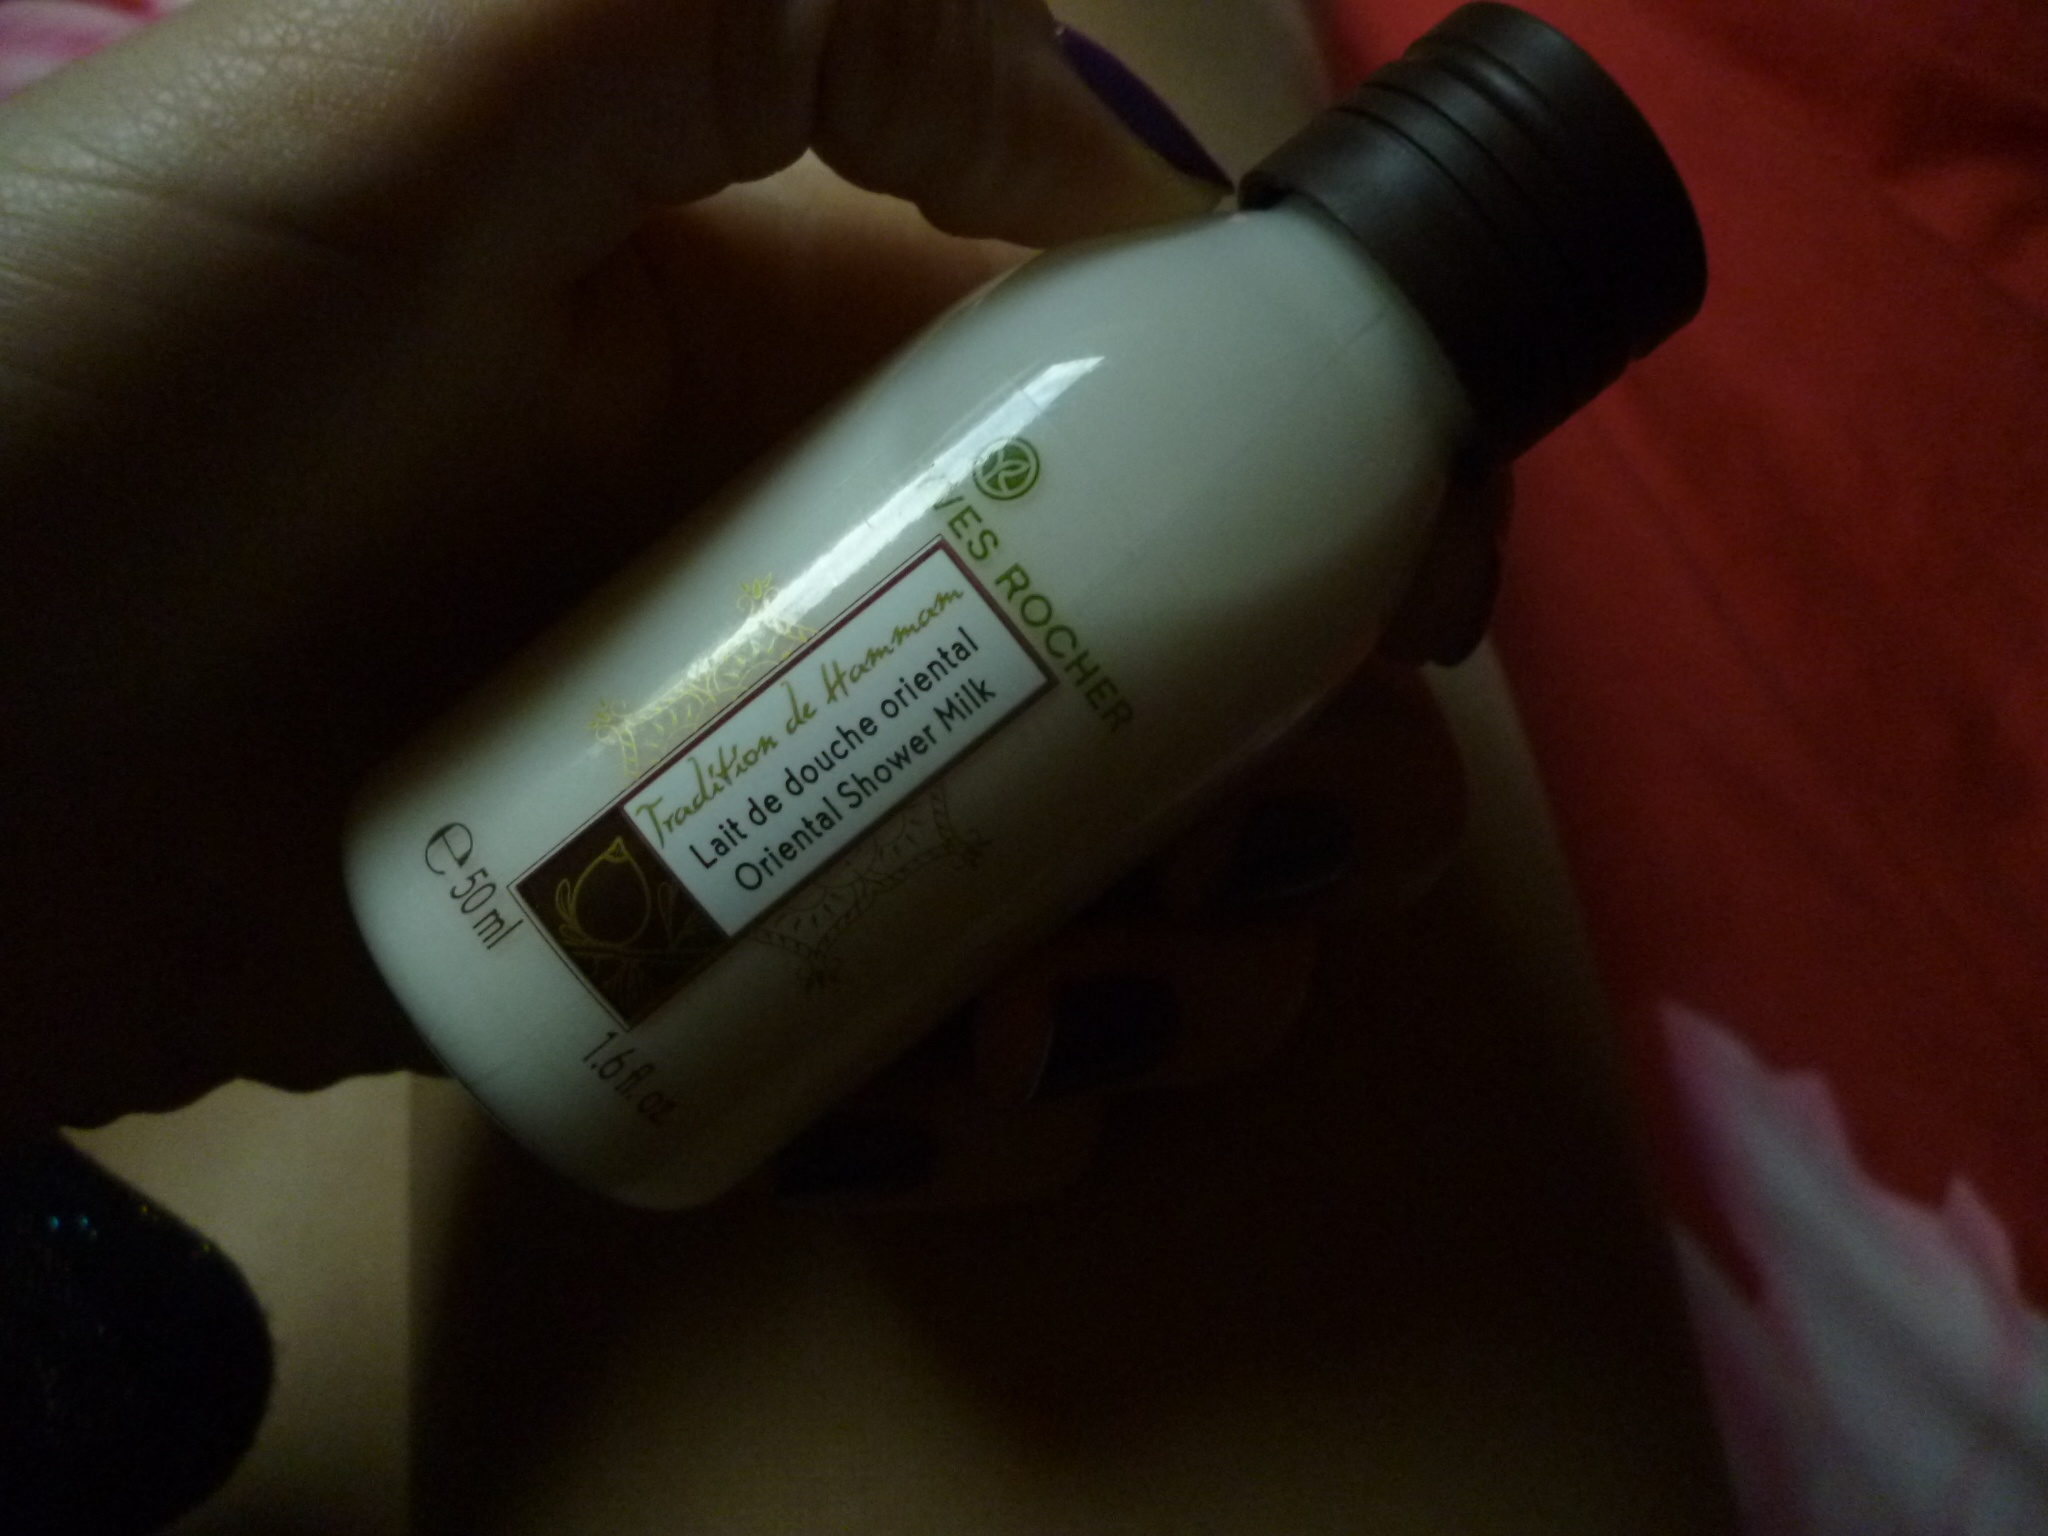 YVES ROCHER
Tradition de Hammam
Lait de douche oriental
Oriental Shower Milk
e 50 ml
1.6 fl. oz